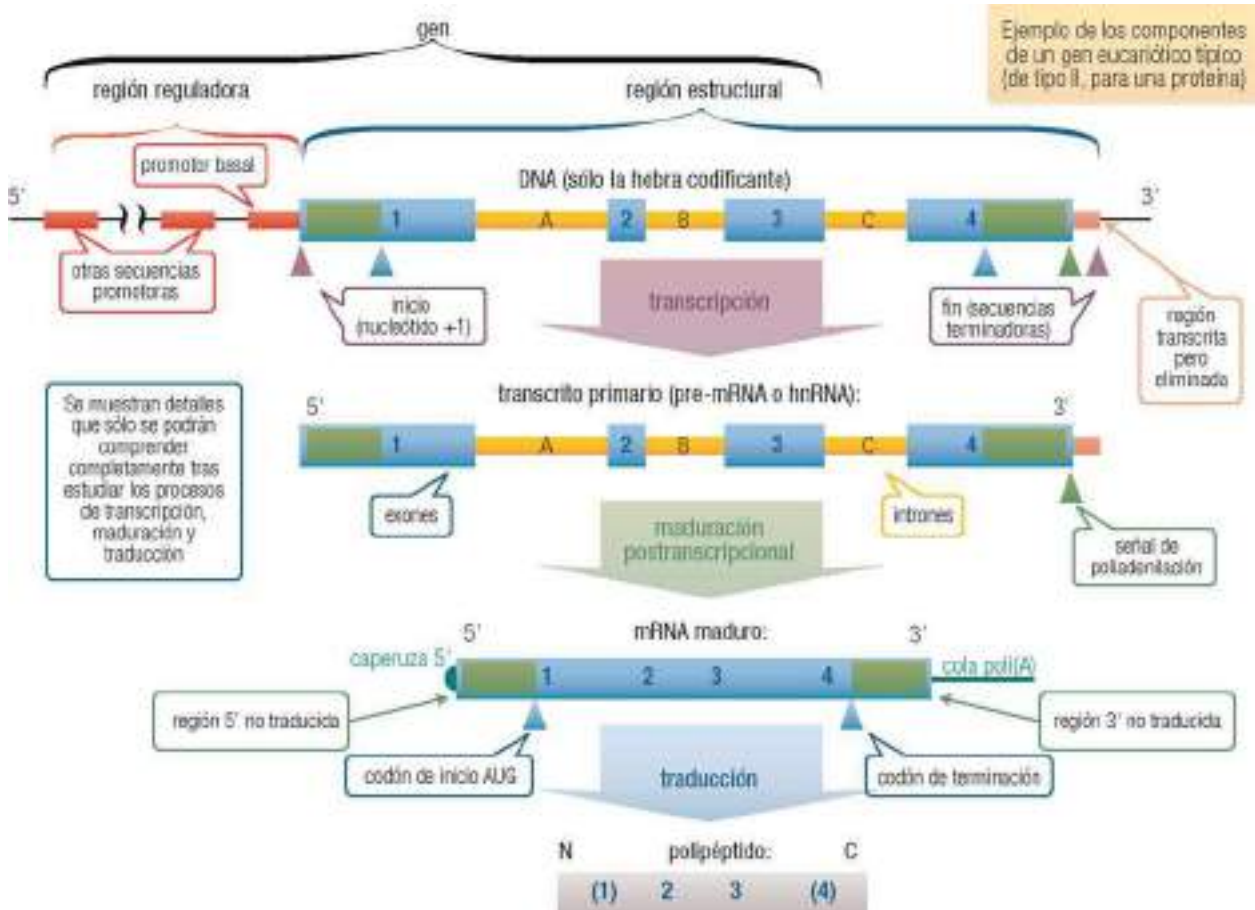 gen
Ejemplo de los componentes
de un gen eucariótico típico
(de tipo II, para una proteína)
región reguladora
región estructural
promotor basal
DNA (sólo la hebra codificante)
5'
3'
1
A
2
B
3
C
4
otras secuencias
promotoras
inicio
(nucleótido +1)
transcripción
fin (secuencias
terminadoras)
región
transcrita
pero
eliminada
Se muestran detalles
que sólo se podrán
comprender
completamente tras
estudiar los procesos
de transcripción,
maduración y
traducción
transcrito primario (pre-mRNA o hnRNA):
5'
3'
1
A
2
B
3
C
4
exones
intrones
maduración
postranscripcional
señal de
poliadenilación
mRNA maduro:
5'
3'
caperuza 5'
1
2
3
4
cola poli(A)
región 5' no traducida
región 3' no traducida
codón de inicio AUG
traducción
codón de terminación
N
polipéptido:
C
(1)
2
3
(4)